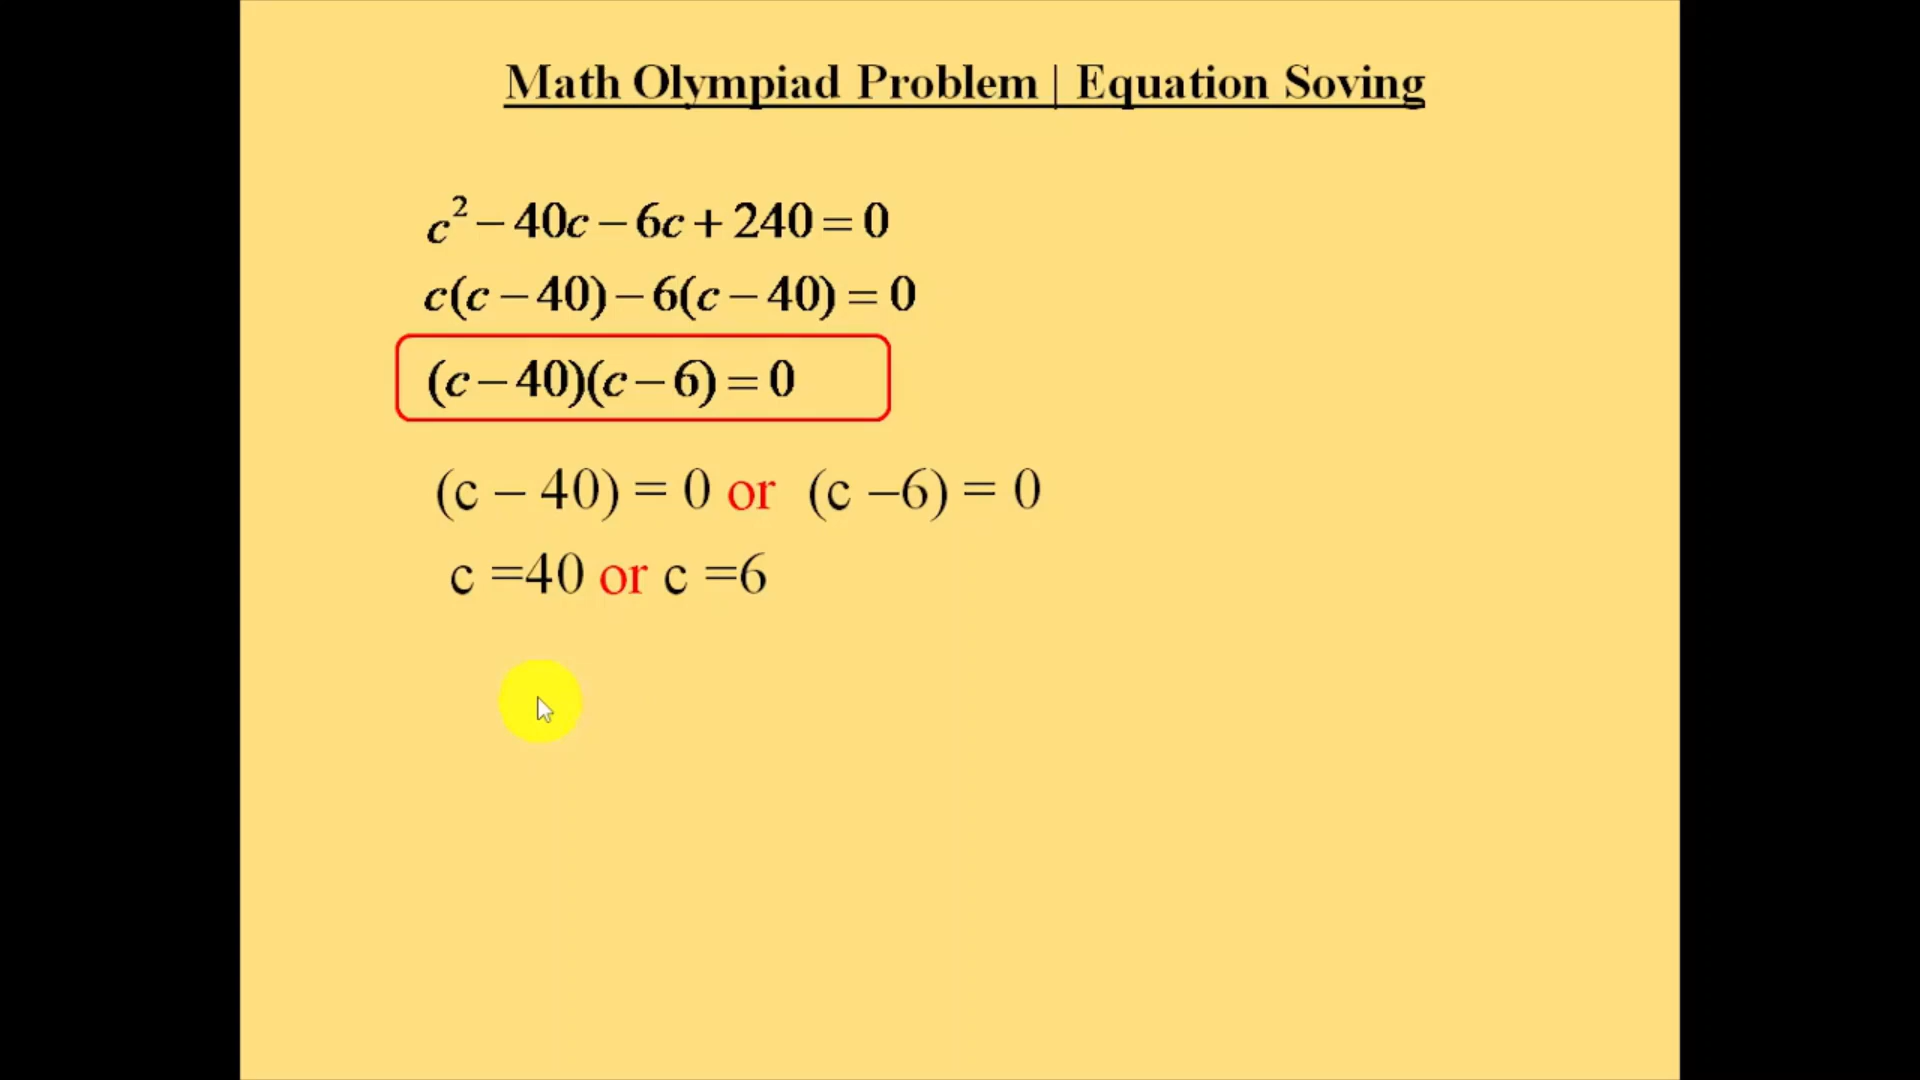 Math Olympiad Problem | Equation Soving
c² – 40c – 6c + 240 = 0
c(c – 40) – 6(c – 40) = 0
(c – 40)(c – 6) = 0
(c – 40) = 0 or (c –6) = 0
c =40 or c =6